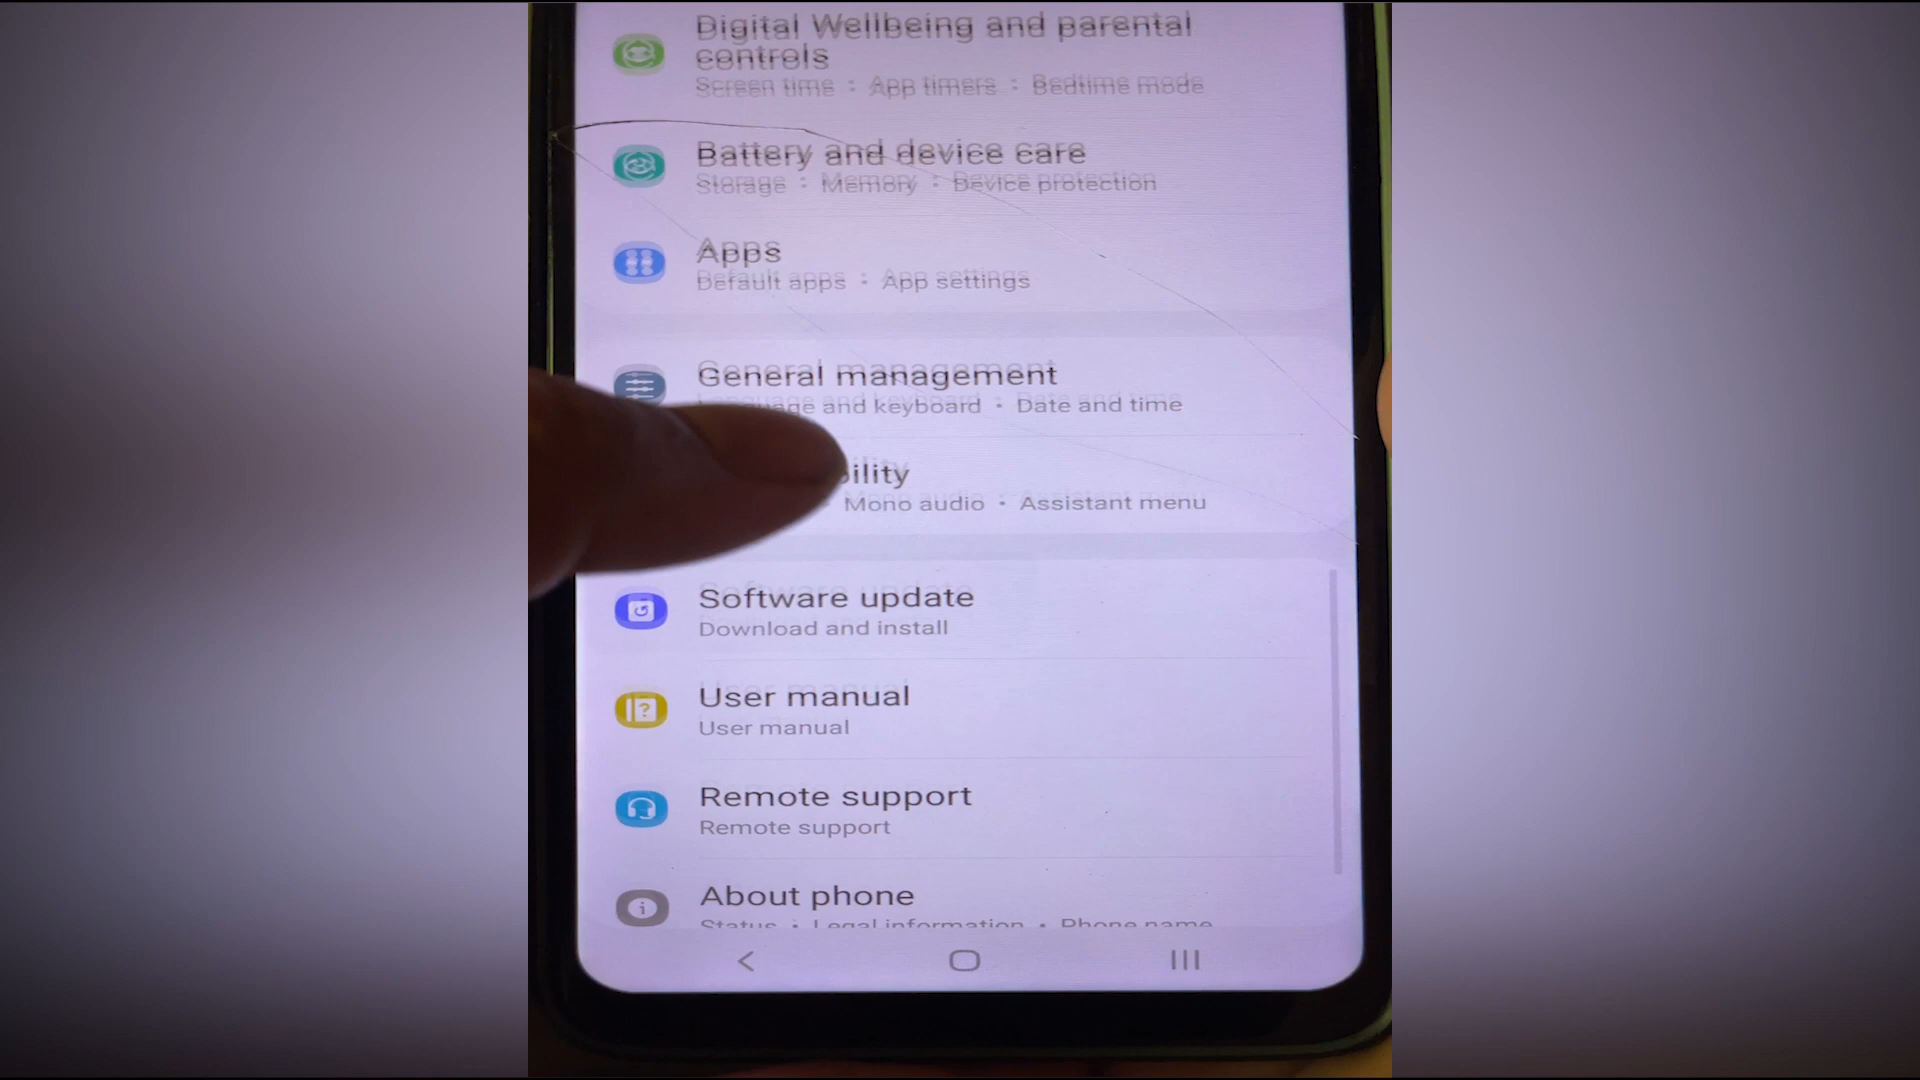 Digital Wellbeing and parental
controls
Screen time • App timers • Bedtime mode
Battery and device care
Storage • Memory • Device protection
Apps
Default apps • App settings
General management
and keyboard • Date and time
Mono audio • Assistant menu
Software update
Download and install
User manual
User manual
Remote support
Remote support
About phone
Status • Legal information • Phone name